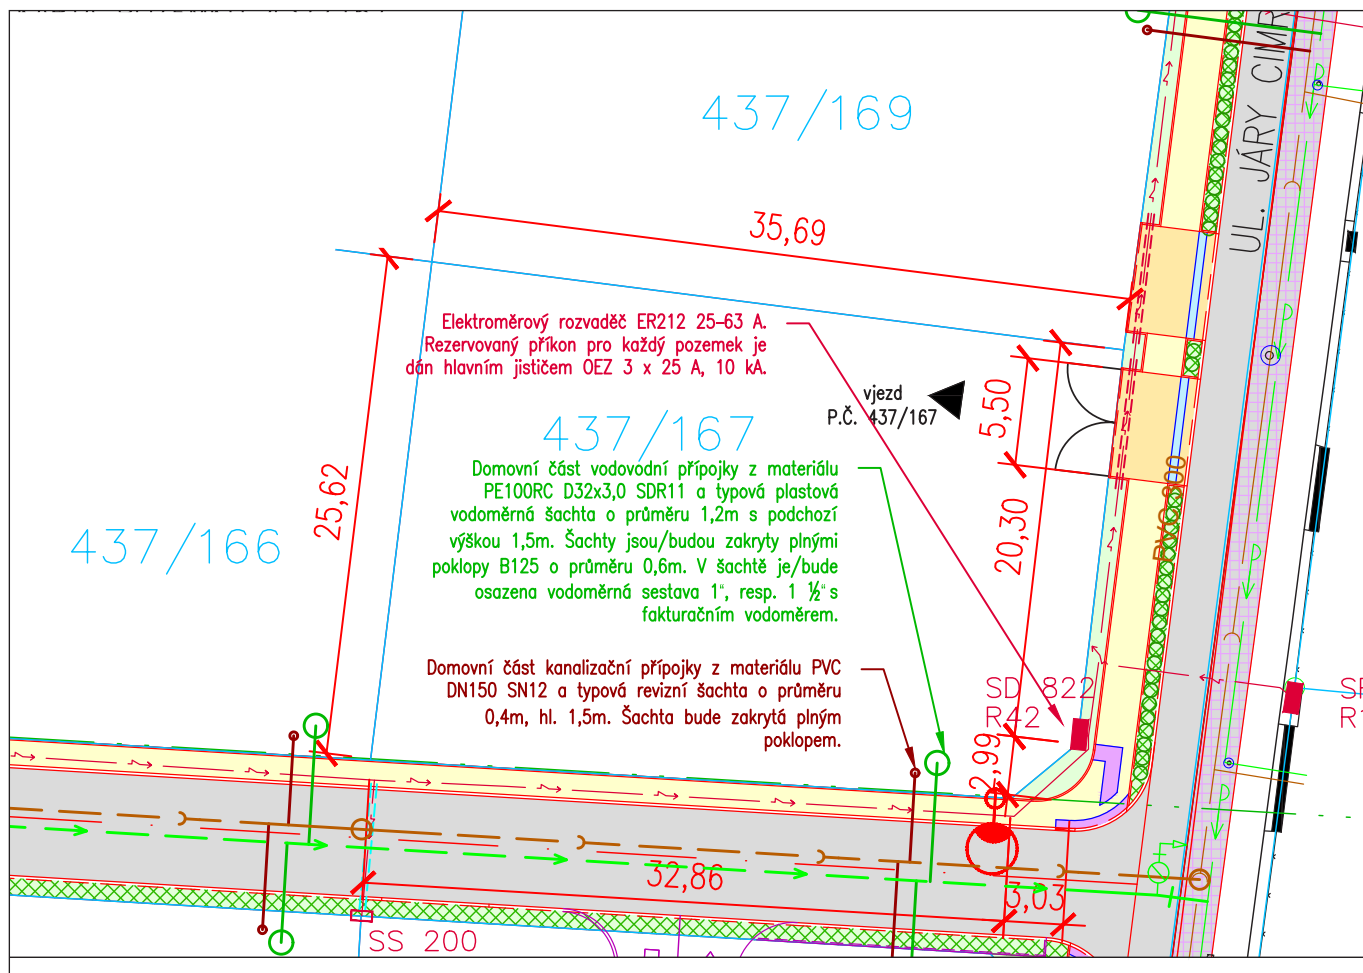 437/169
UL. JÁRY CIMR
35,69
Elektroměrový rozvaděč ER212 25–63 A.
Rezervovaný příkon pro každý pozemek je
dán hlavním jističem OEZ 3 x 25 A, 10 kA.
vjezd
P.Č. 437/167
5,50
437/167
20,30
25,62
437/166
Domovní část vodovodní přípojky z materiálu
PE100RC D32x3,0 SDR11 a typová plastová
vodoměrná šachta o průměru 1,2m s podchozí
výškou 1,5m. Šachty jsou/budou zakryty plnými
poklopy B125 o průměru 0,6m. V šachtě je/bude
osazena vodoměrná sestava 1", resp. 1 ½" s
fakturačním vodoměrem.
Domovní část kanalizační přípojky z materiálu PVC
DN150 SN12 a typová revizní šachta o průměru
0,4m, hl. 1,5m. Šachta bude zakrytá plným
poklopem.
SD 822
R42
2,99
32,86
3,03
SS 200